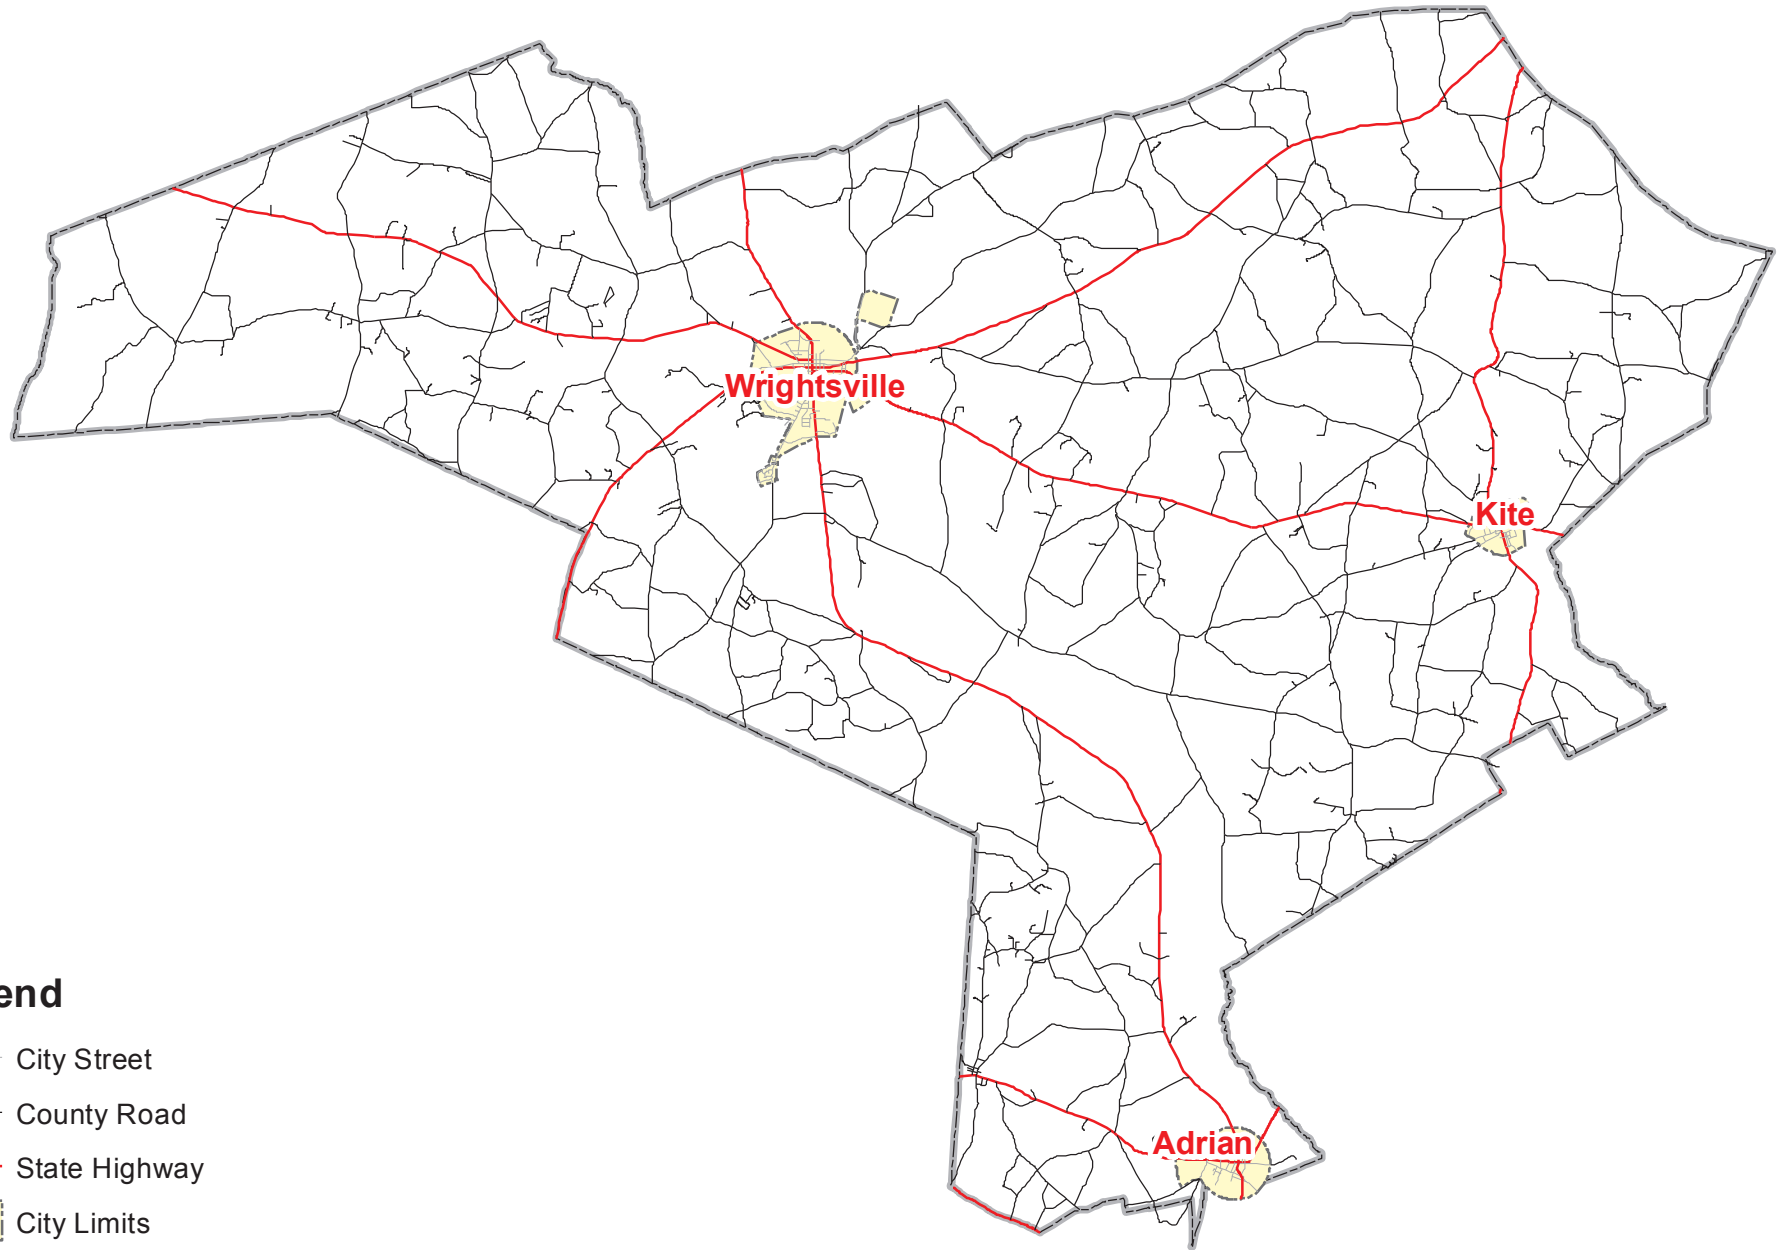 Wrightsville
Kite
Adrian
end
City Street
County Road
State Highway
City Limits